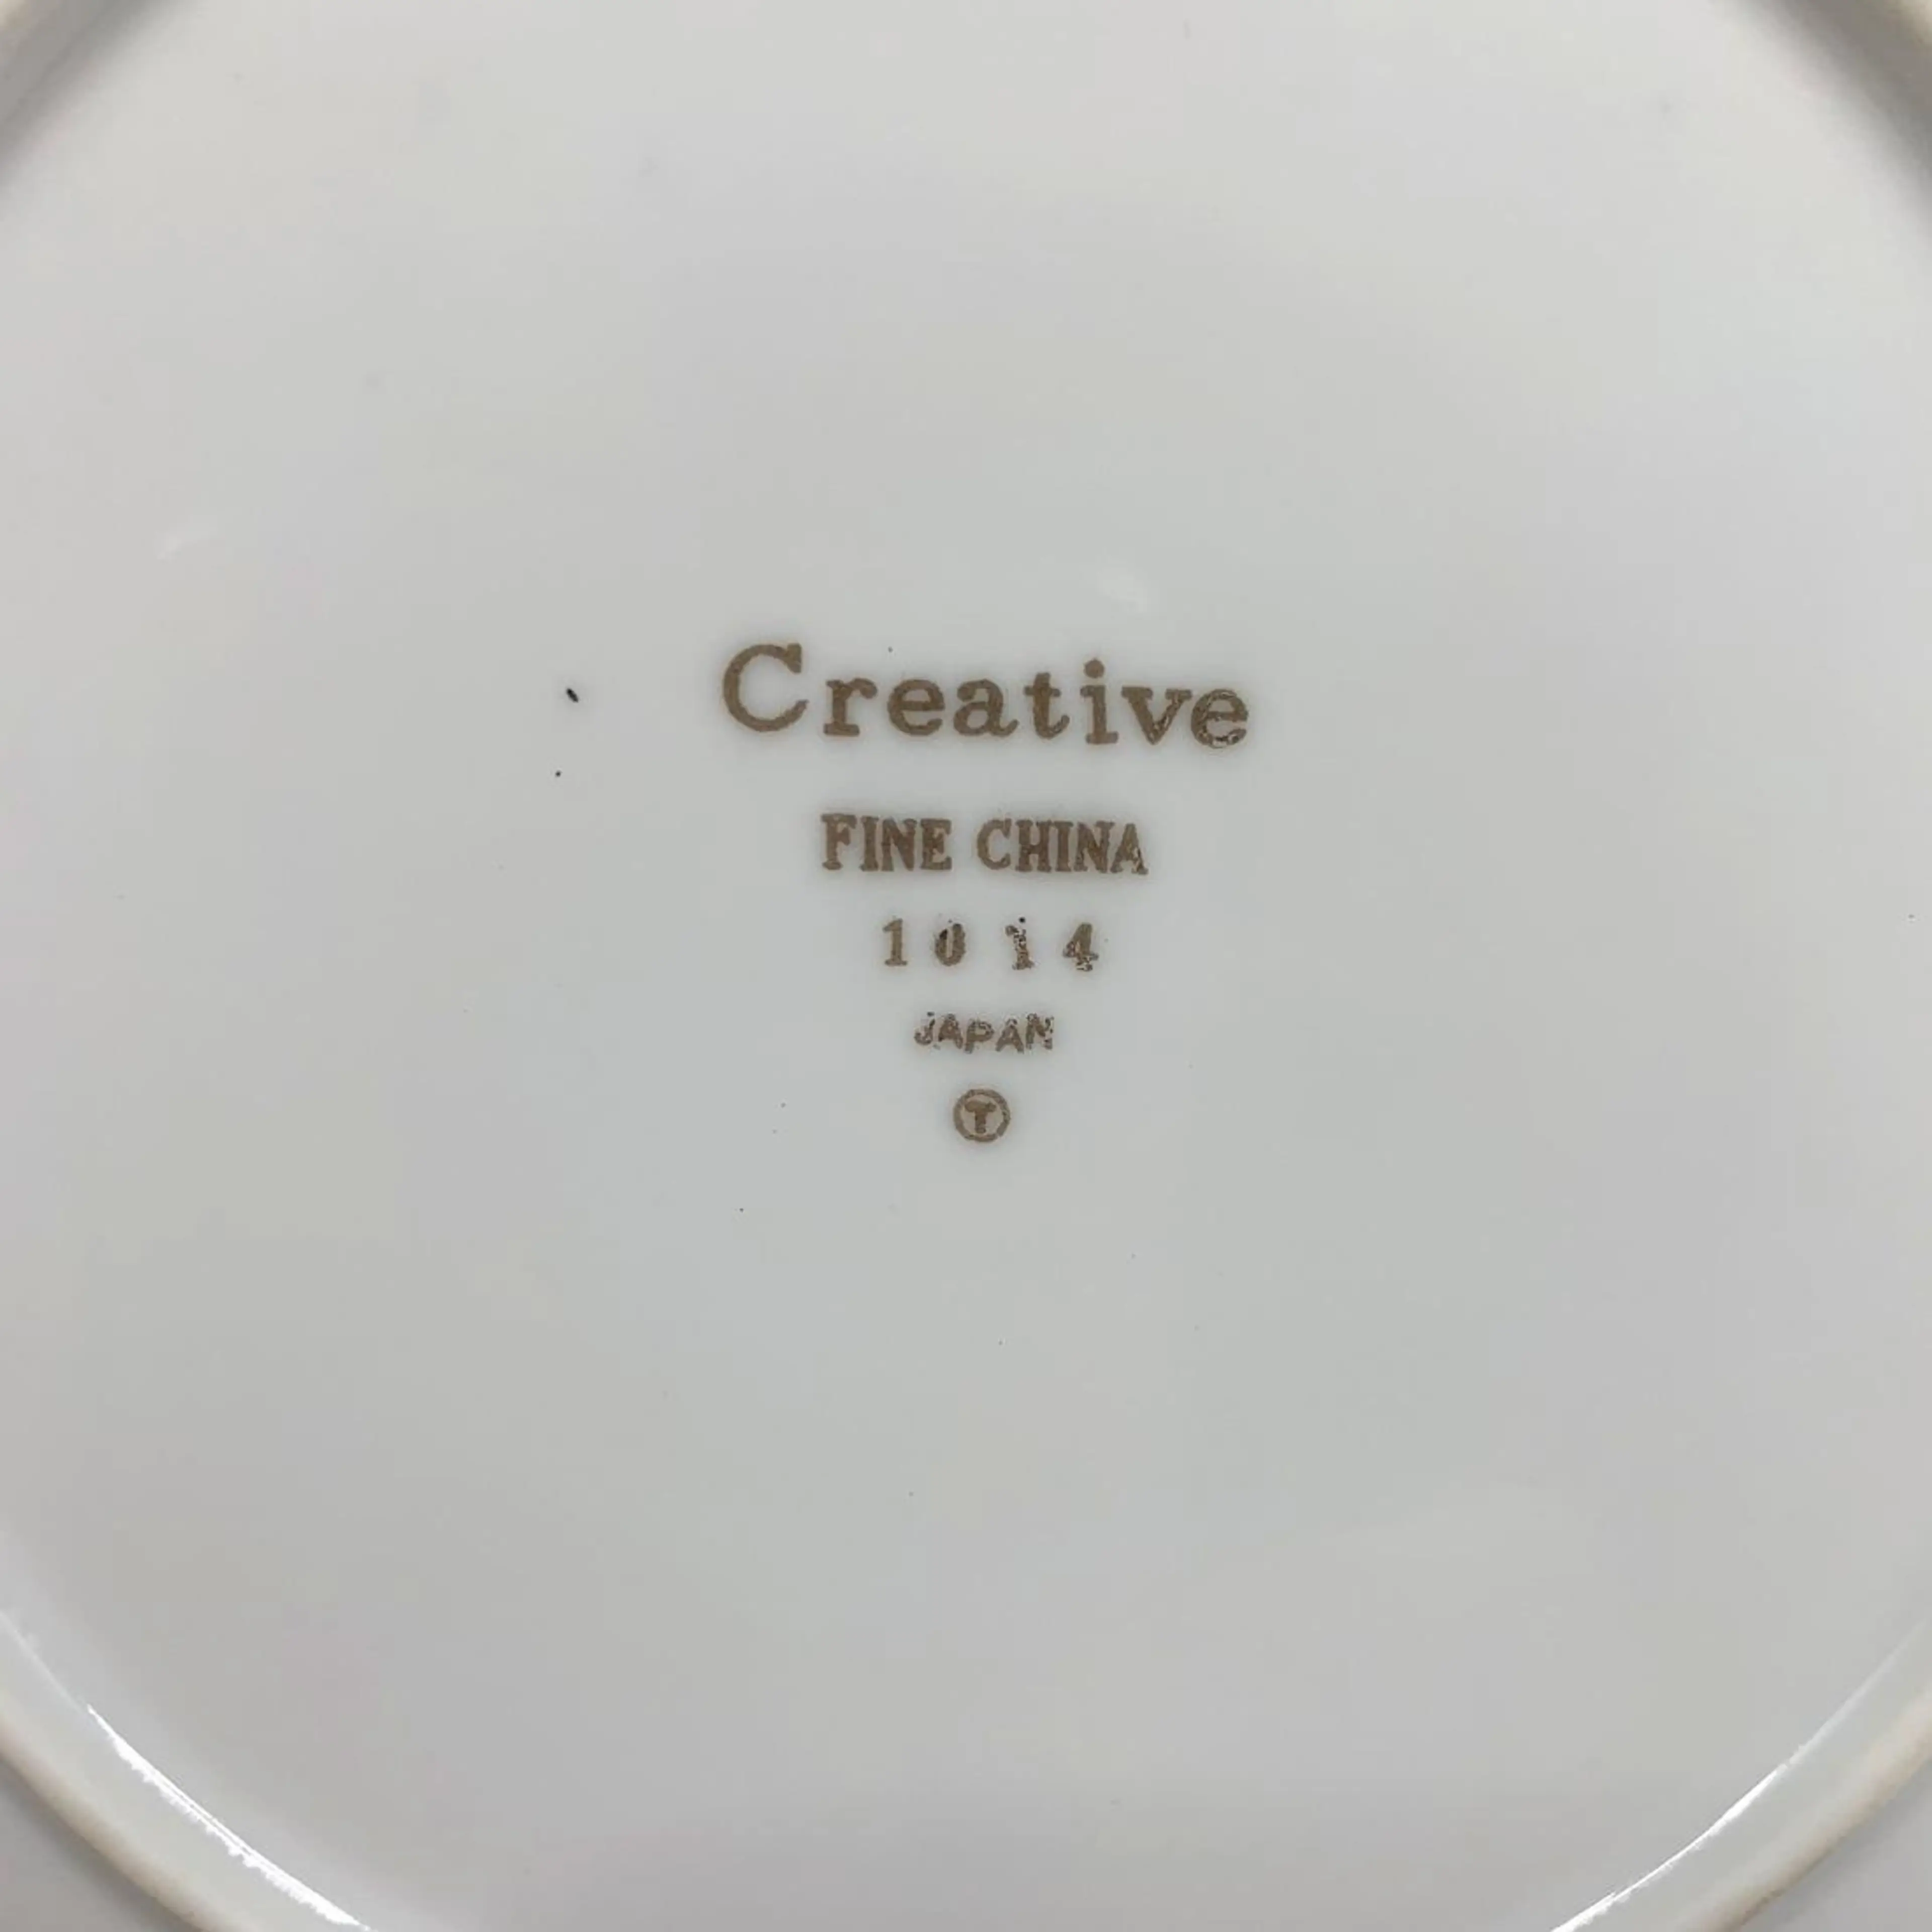 Creative
FINE CHINA
1014
JAPAN
T